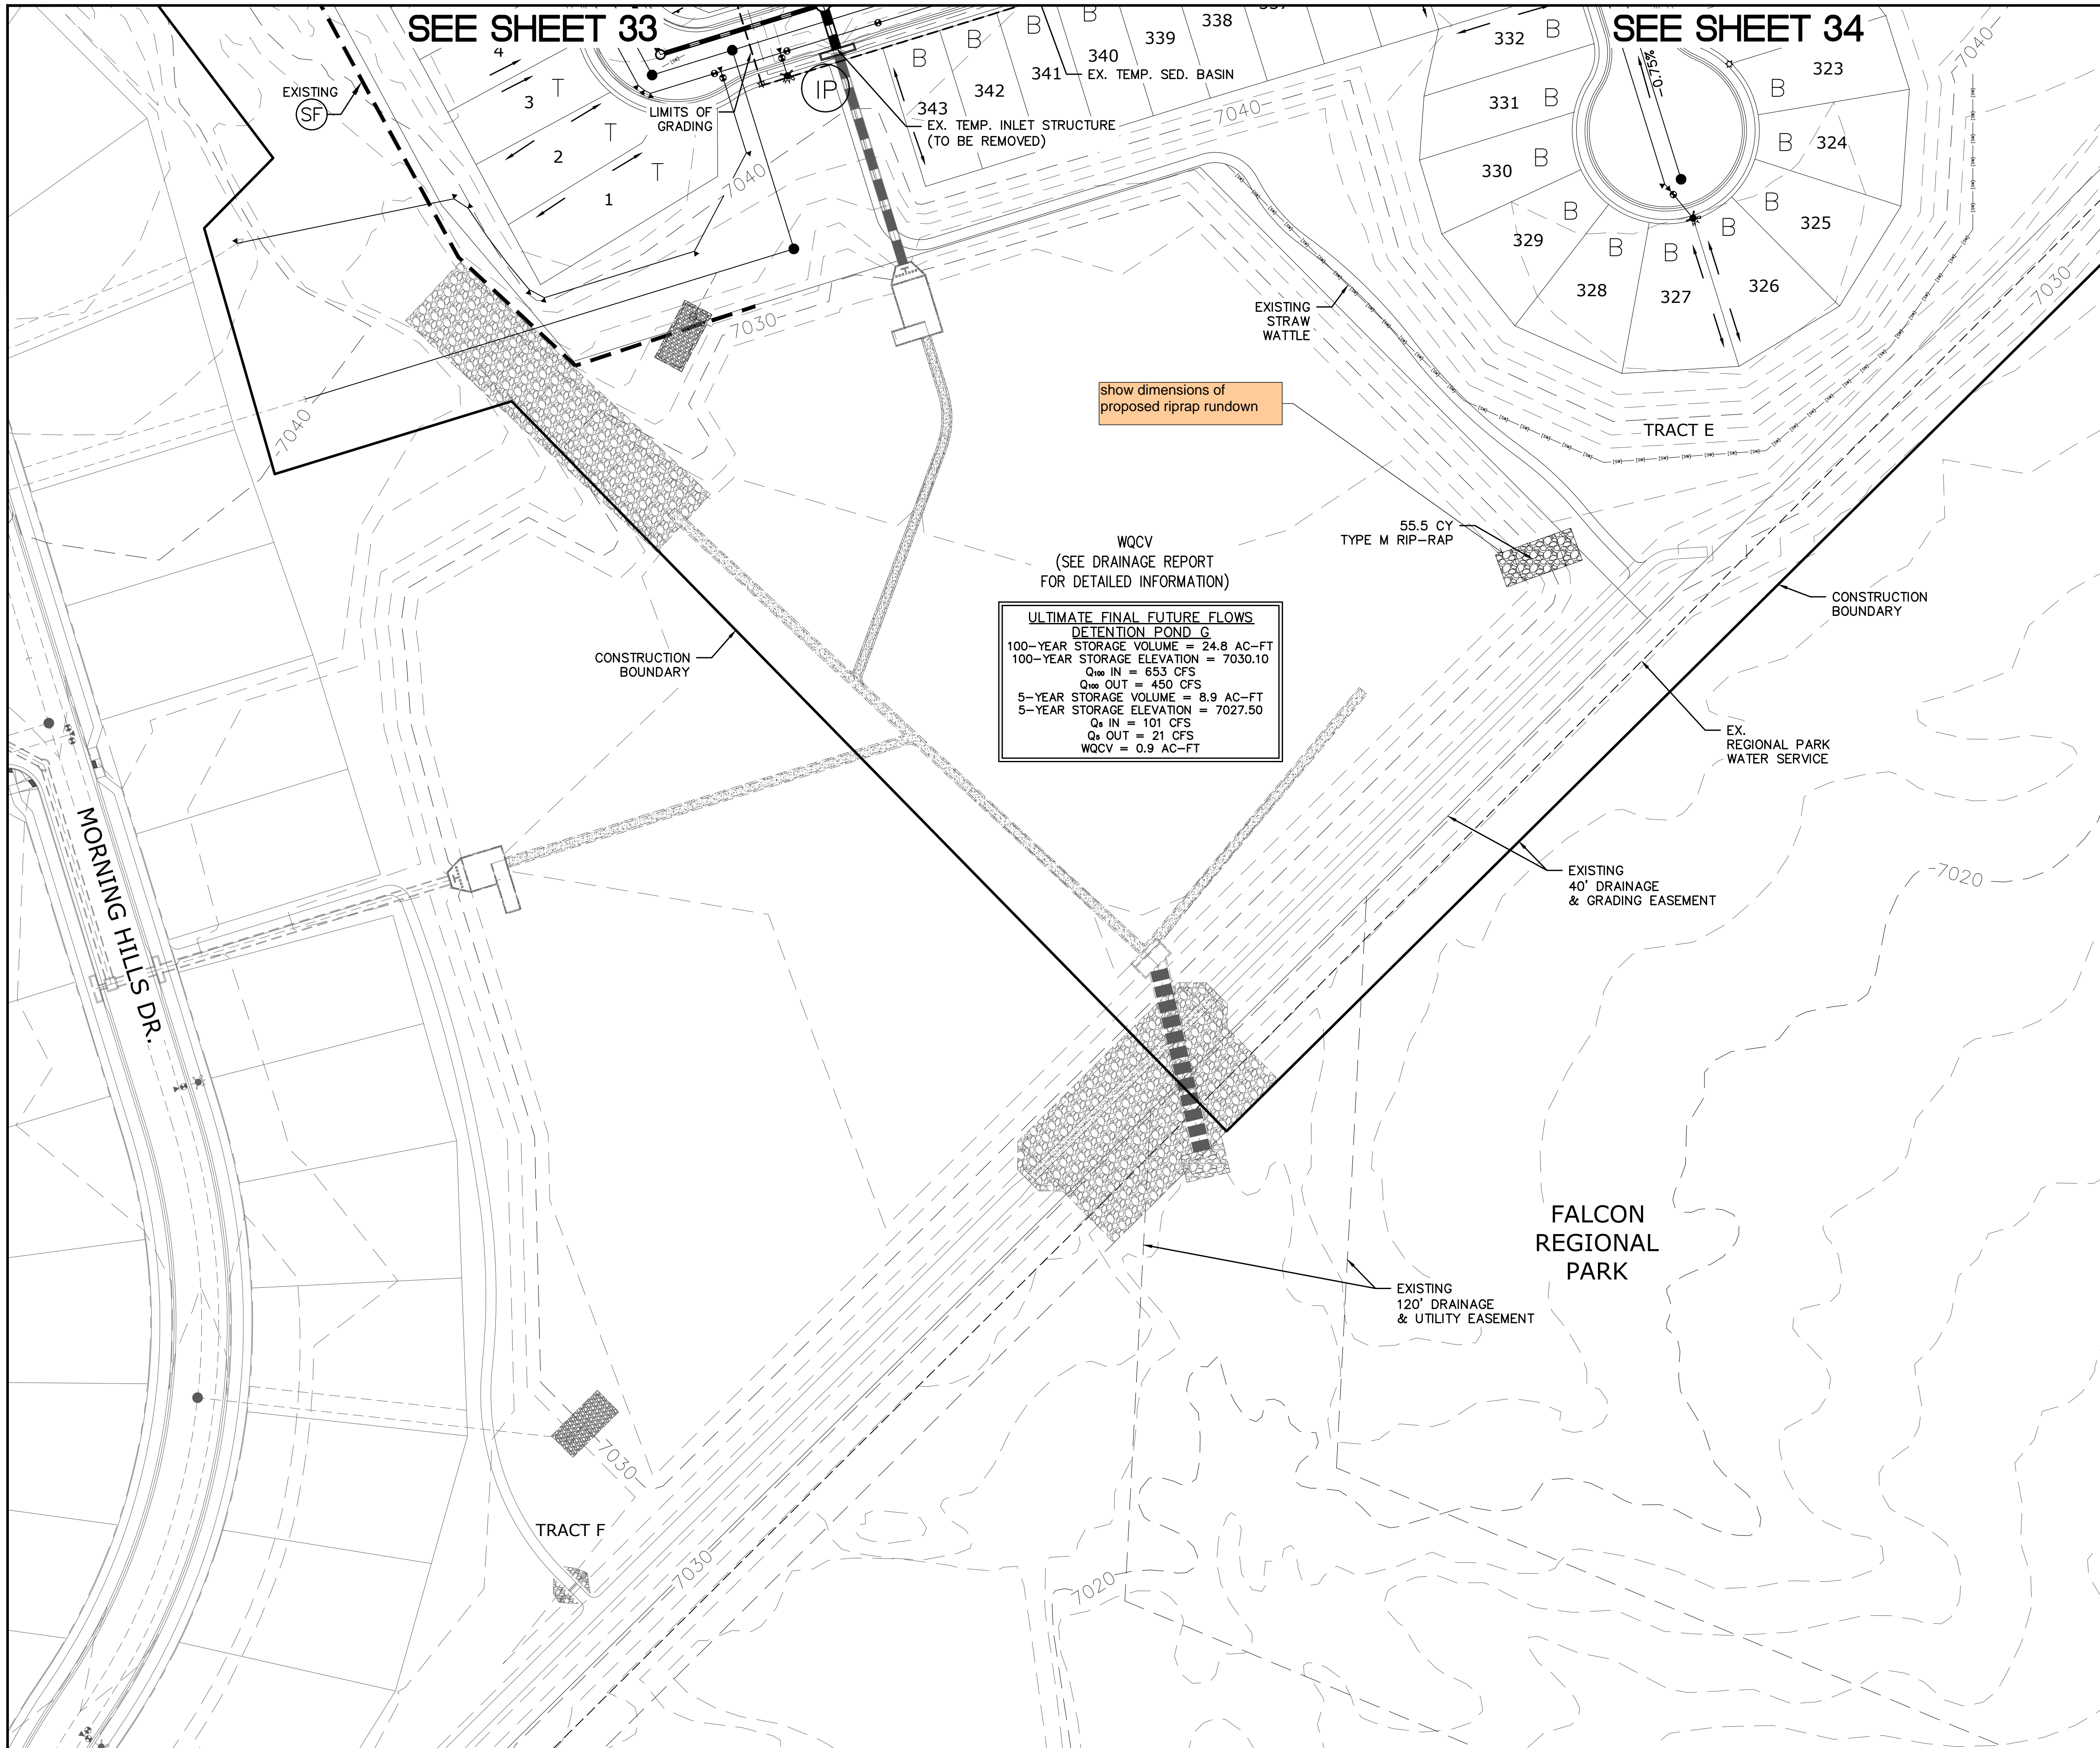 SEE SHEET 33
SEE SHEET 34
EXISTING
SF
4
3
T
2
T
1
T
LIMITS OF
GRADING
IP
B
B
B
B
343
342
341
340
339
338
EX. TEMP. SED. BASIN
EX. TEMP. INLET STRUCTURE
(TO BE REMOVED)
7040
7040
332
B
331
B
330
B
329
B
328
B
327
B
326
B
325
B
324
B
323
B
-0.75%
7040
7030
7030
7040
EXISTING
STRAW
WATTLE
show dimensions of
proposed riprap rundown
TRACT E
55.5 CY
TYPE M RIP-RAP
WQCV
(SEE DRAINAGE REPORT
FOR DETAILED INFORMATION)
ULTIMATE FINAL FUTURE FLOWS
DETENTION POND G
100-YEAR STORAGE VOLUME = 24.8 AC-FT
100-YEAR STORAGE ELEVATION = 7030.10
Q100 IN = 653 CFS
Q100 OUT = 450 CFS
5-YEAR STORAGE VOLUME = 8.9 AC-FT
5-YEAR STORAGE ELEVATION = 7027.50
Q5 IN = 101 CFS
Q5 OUT = 21 CFS
WQCV = 0.9 AC-FT
CONSTRUCTION
BOUNDARY
CONSTRUCTION
BOUNDARY
EX.
REGIONAL PARK
WATER SERVICE
MORNING HILLS DR.
EXISTING
40' DRAINAGE
& GRADING EASEMENT
7020
FALCON
REGIONAL
PARK
EXISTING
120' DRAINAGE
& UTILITY EASEMENT
7030
TRACT F
7030
7020